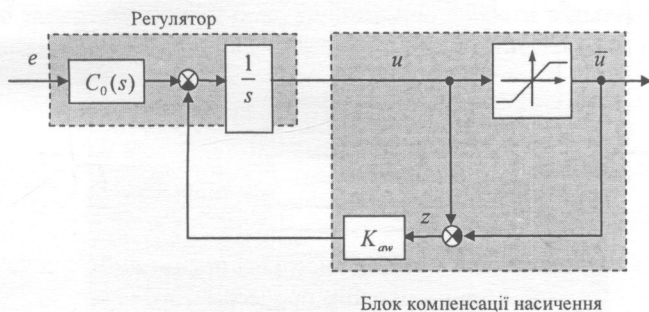 Регулятор
e
C₀(s)
1
s
u
u̅
z
K_aw
Блок компенсації насичення